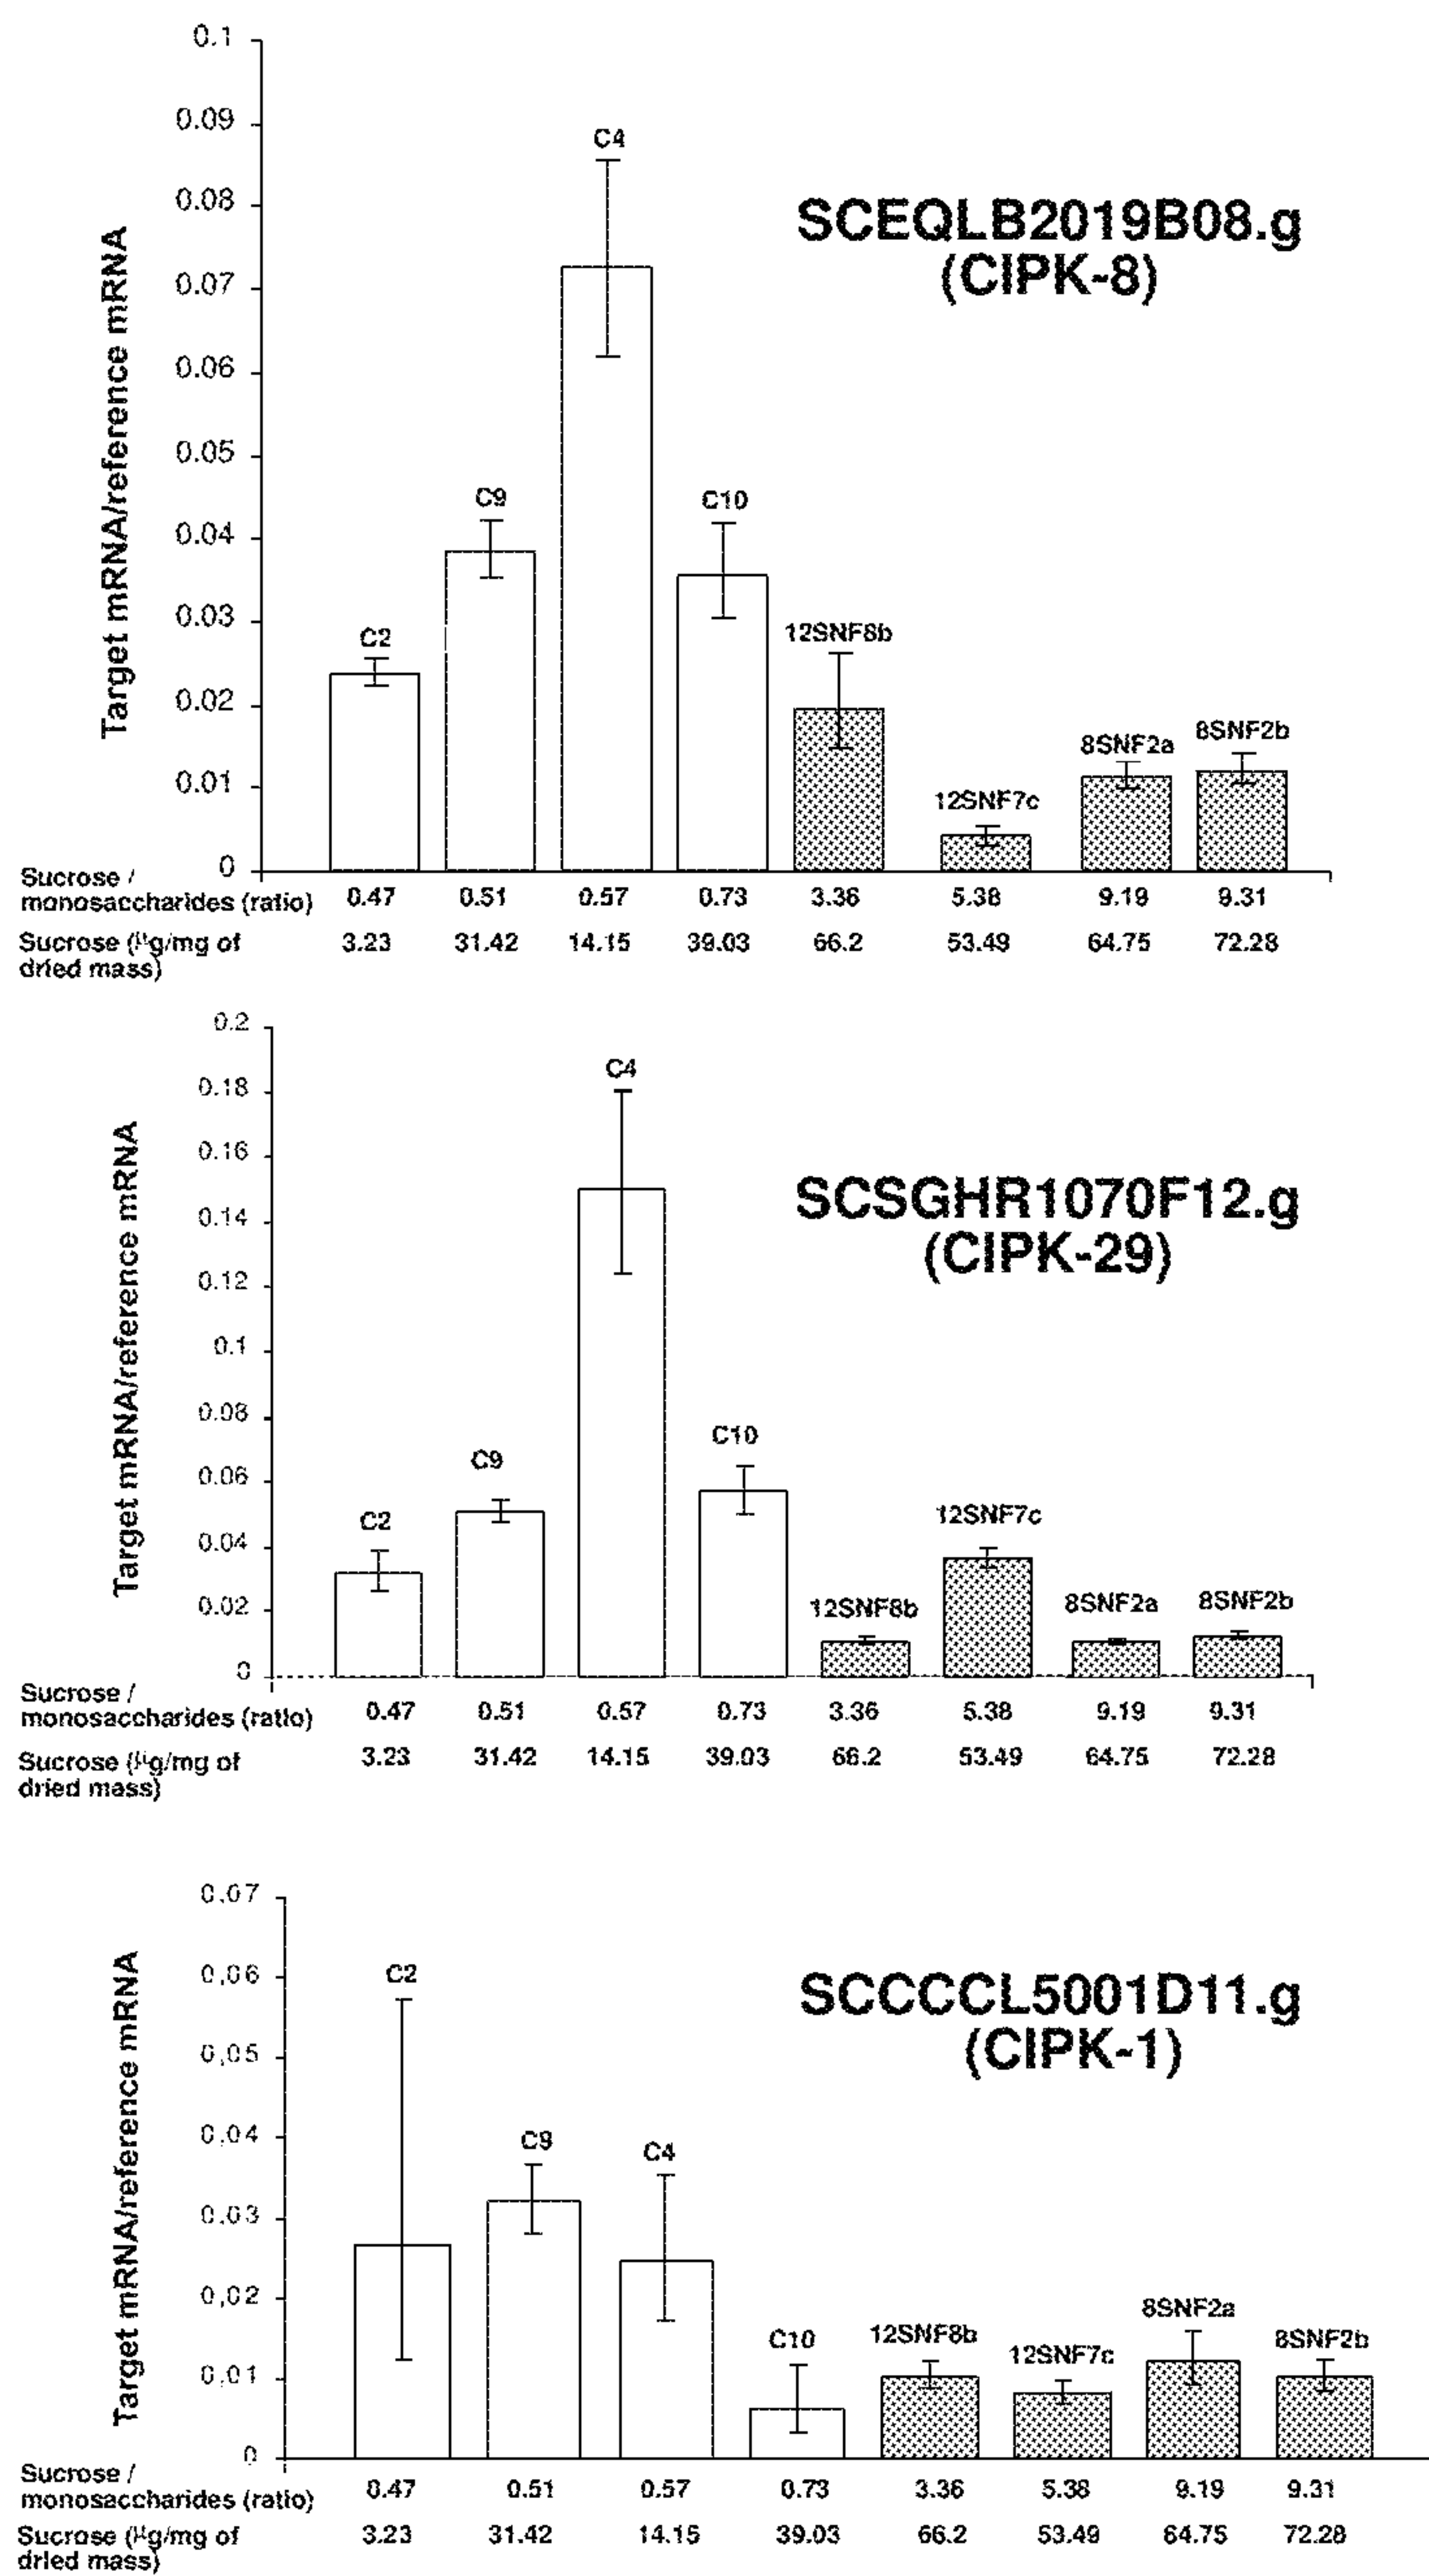 0.1
0.09
0.08
0.07
0.06
0.05
0.04
0.03
0.02
0.01
0
Target mRNA/reference mRNA
SCEQLB2019B08.g
(CIPK-8)
C2
C9
C4
C10
12SNF8b
12SNF7c
8SNF2a
8SNF2b
Sucrose /
monosaccharides (ratio) 0.47 0.51 0.57 0.73 3.36 5.38 9.19 9.31
Sucrose (µg/mg of 3.23 31.42 14.15 39.03 66.2 53.49 64.75 72.28
dried mass)
0.2
0.18
0.16
0.14
0.12
0.1
0.08
0.06
0.04
0.02
0
Target mRNA/reference mRNA
SCSGHR1070F12.g
(CIPK-29)
C2
C9
C4
C10
12SNF8b
12SNF7c
8SNF2a
8SNF2b
Sucrose /
monosaccharides (ratio) 0.47 0.51 0.57 0.73 3.36 5.38 9.19 9.31
Sucrose (µg/mg of 3.23 31.42 14.15 39.03 66.2 53.49 64.75 72.28
dried mass)
0,07
0,06
0,05
0,04
0,03
0,02
0,01
0
Target mRNA/reference mRNA
SCCCCL5001D11.g
(CIPK-1)
C2
C9
C4
C10
12SNF8b
12SNF7c
8SNF2a
8SNF2b
Sucrose /
monosaccharides (ratio) 0.47 0.51 0.57 0.73 3.36 5.38 9.19 9.31
Sucrose (µg/mg of 3.23 31.42 14.15 39.03 66.2 53.49 64.75 72.28
dried mass)